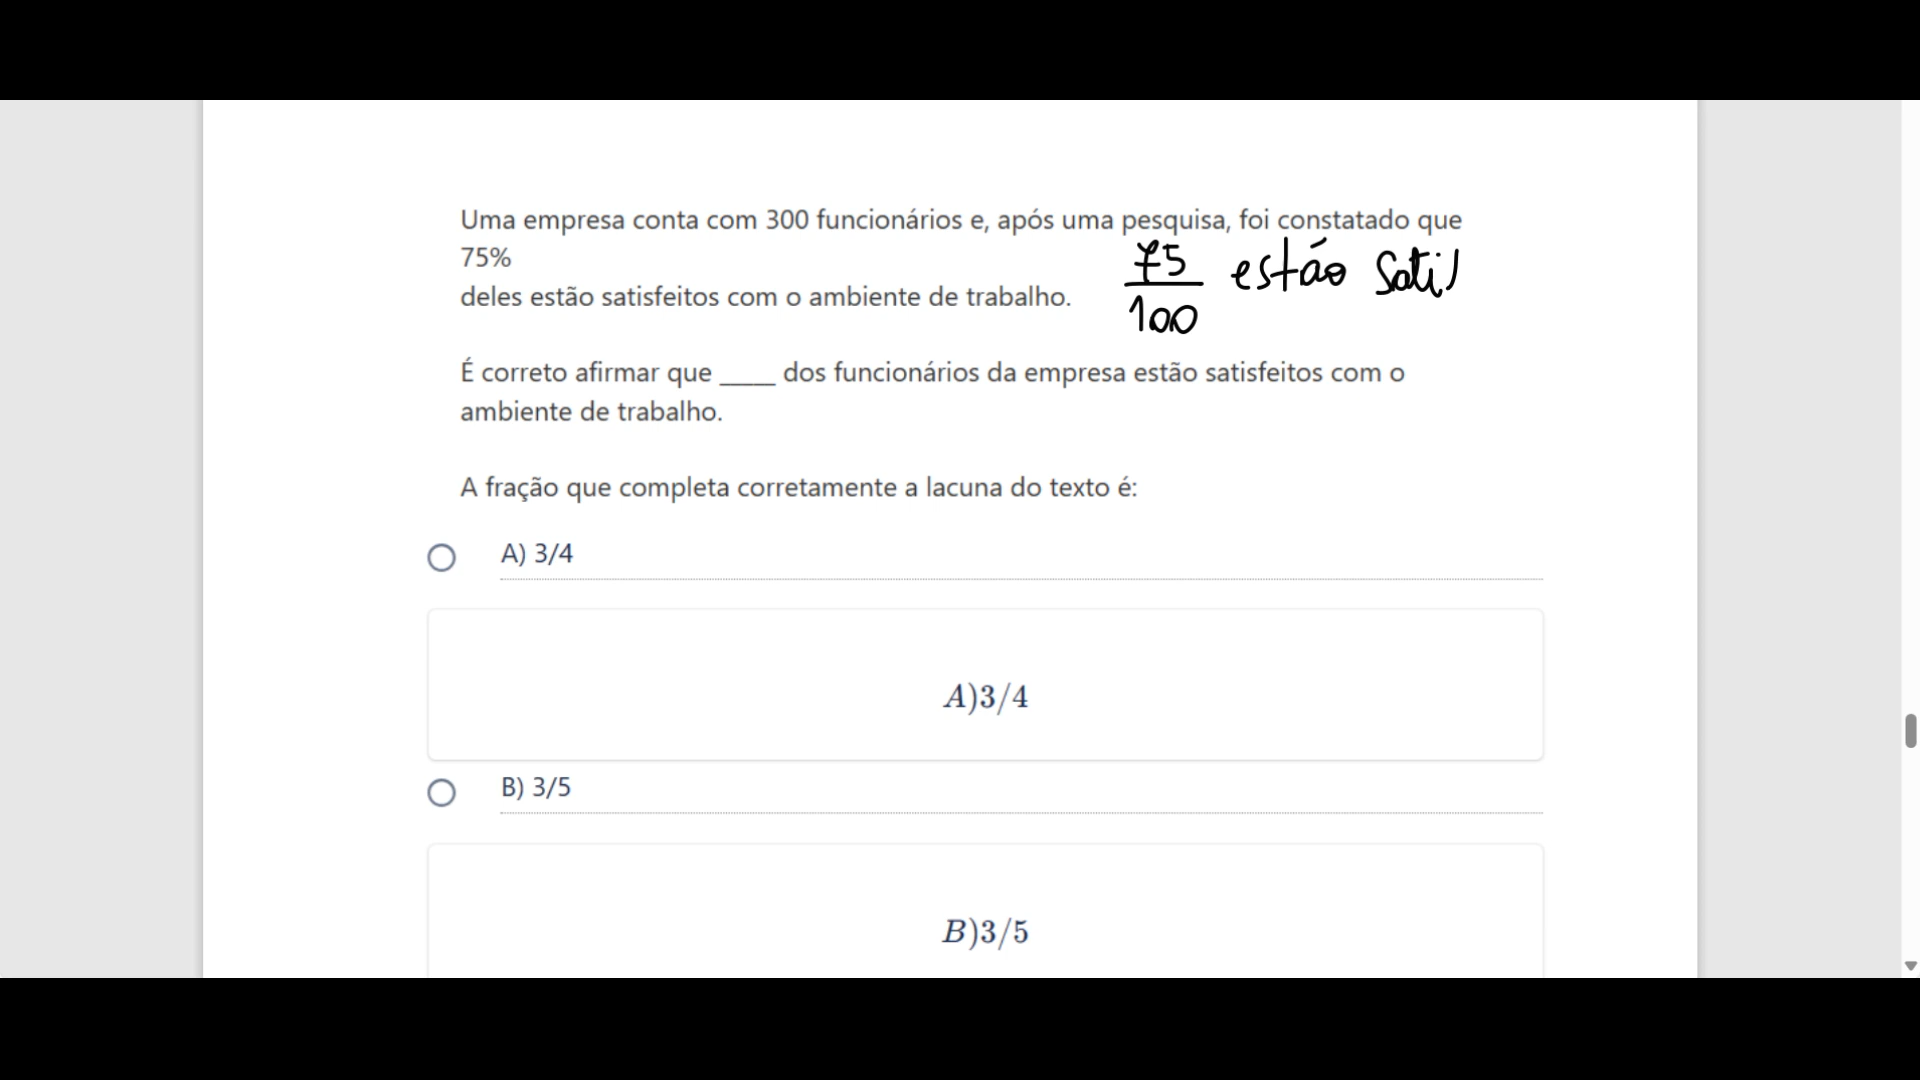 Uma empresa conta com 300 funcionários e, após uma pesquisa, foi constatado que
75%
deles estão satisfeitos com o ambiente de trabalho.
75
100
estão
É correto afirmar que _____ dos funcionários da empresa estão satisfeitos com o
ambiente de trabalho.
A fração que completa corretamente a lacuna do texto é:
A) 3/4
A)3/4
B) 3/5
B)3/5